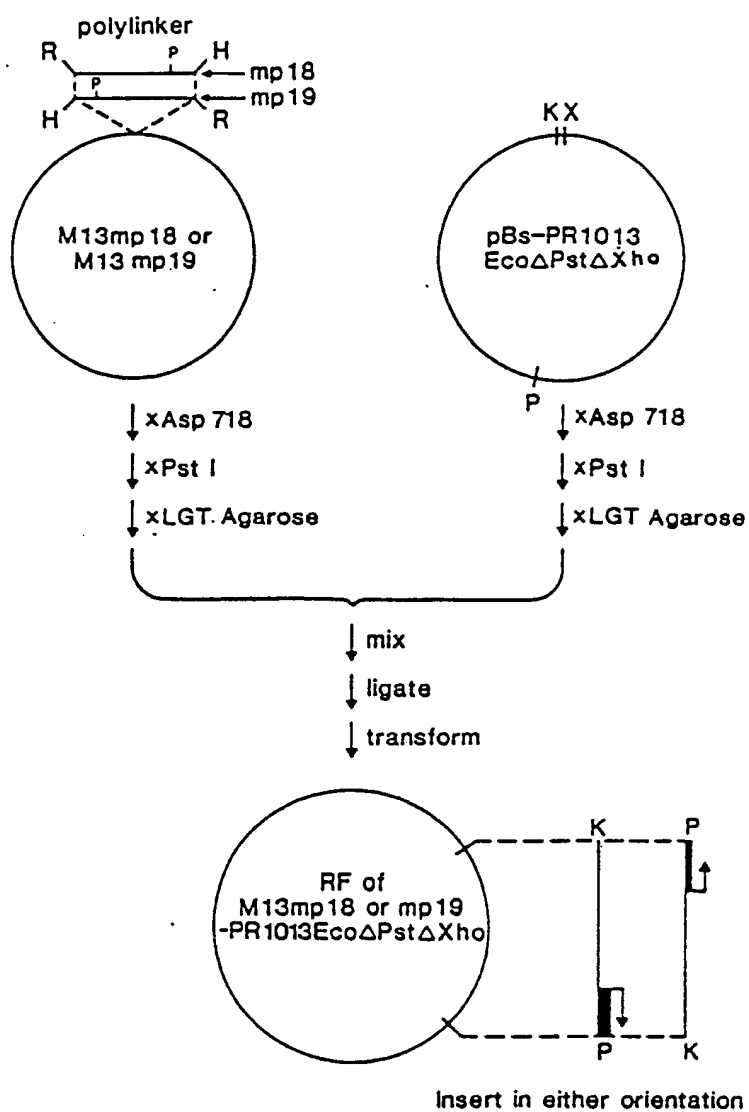 polylinker
R P H
mp18
P
mp19
H R
M13mp18 or
M13 mp19
K X
pBs-PR1013
EcoΔPstΔXho
P
xAsp 718
xPst I
xLGT. Agarose
xAsp 718
xPst I
xLGT Agarose
mix
ligate
transform
RF of
M13mp18 or mp19
-PR1013EcoΔPstΔXho
K P
P K
Insert in either orientation